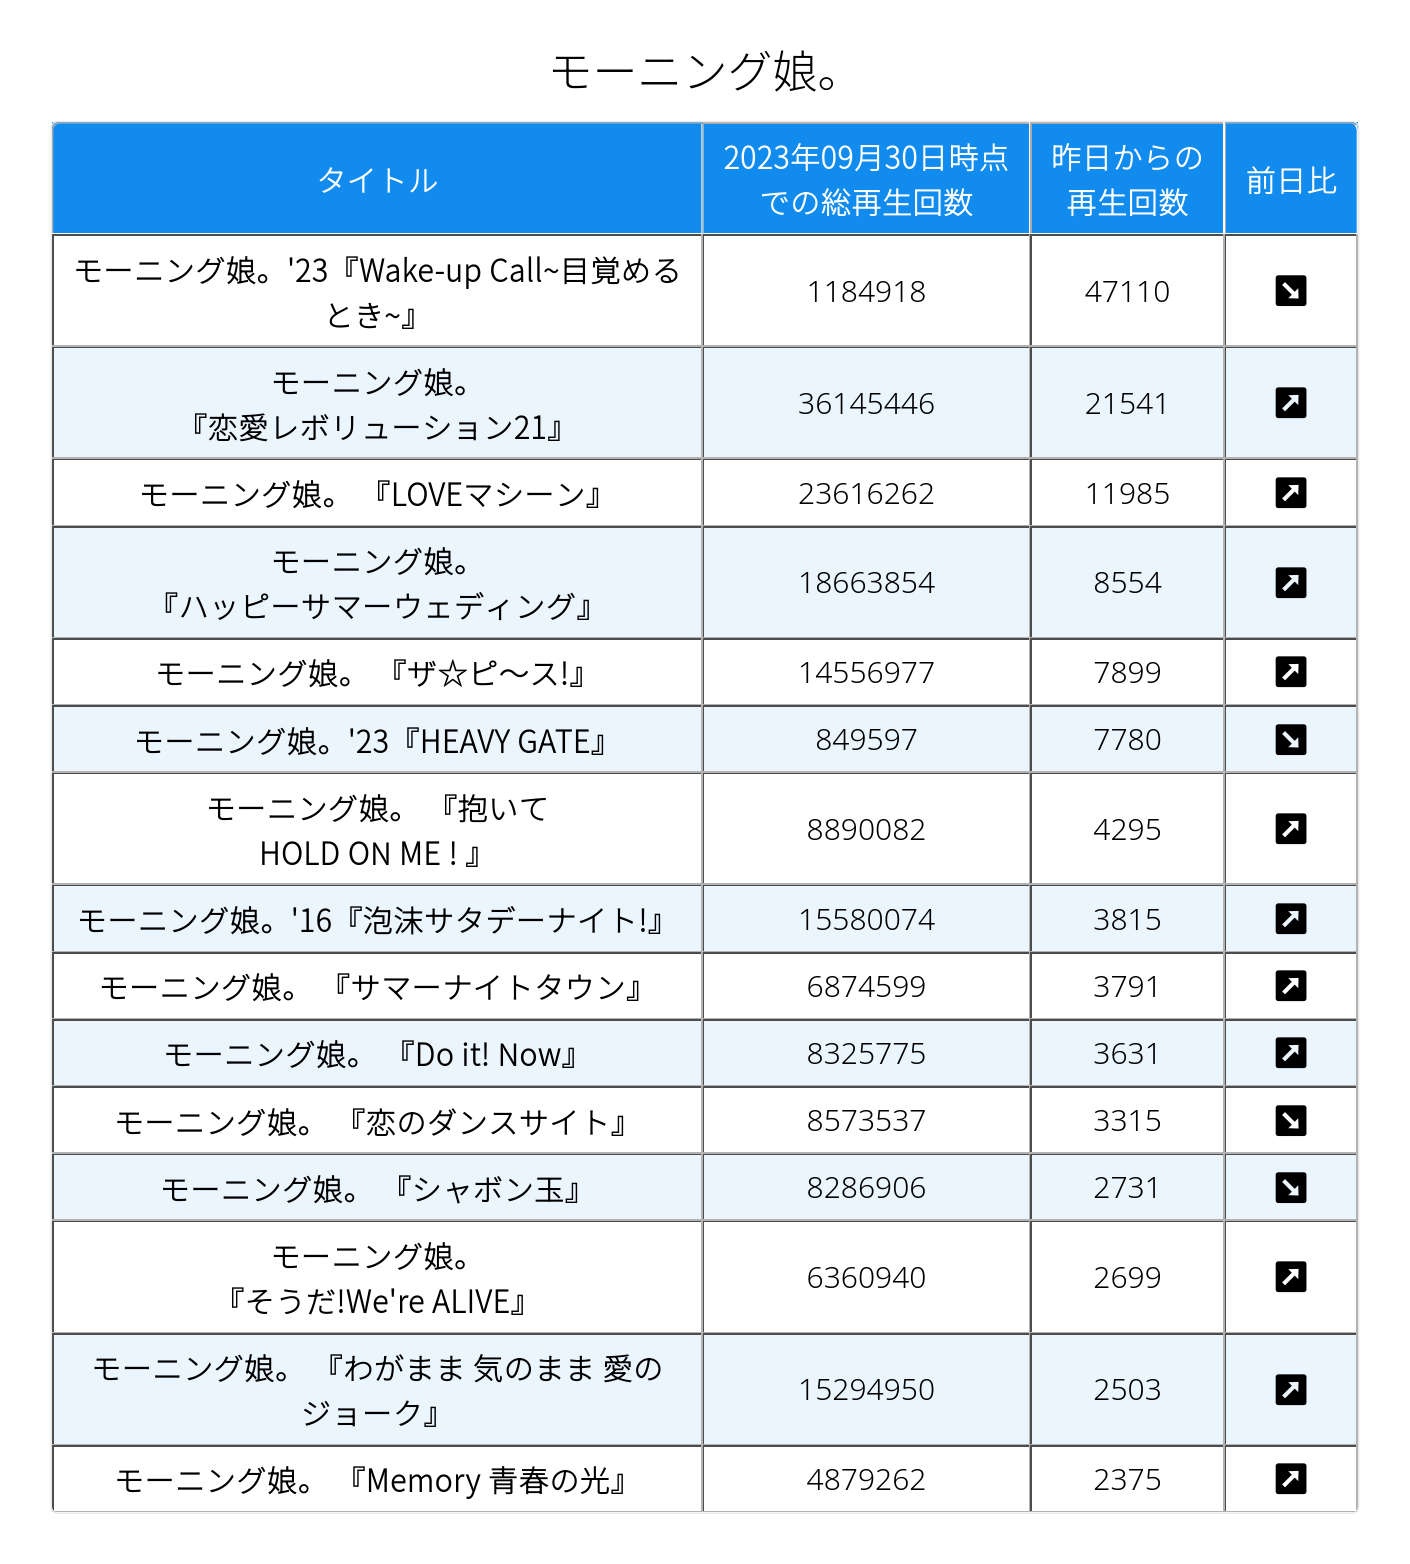 モーニング娘。
タイトル
2023年09月30日時点
での総再生回数
昨日からの
再生回数
前日比
モーニング娘。'23『Wake-up Call~目覚める
とき~』
1184918
47110
モーニング娘。
『恋愛レボリューション21』
36145446
21541
モーニング娘。 『LOVEマシーン』
23616262
11985
モーニング娘。
『ハッピーサマーウェディング』
18663854
8554
モーニング娘。 『ザ☆ピ〜ス!』
14556977
7899
モーニング娘。'23『HEAVY GATE』
849597
7780
モーニング娘。 『抱いて
HOLD ON ME ! 』
8890082
4295
モーニング娘。'16『泡沫サタデーナイト!』
15580074
3815
モーニング娘。 『サマーナイトタウン』
6874599
3791
モーニング娘。 『Do it! Now』
8325775
3631
モーニング娘。 『恋のダンスサイト』
8573537
3315
モーニング娘。 『シャボン玉』
8286906
2731
モーニング娘。
『そうだ!We're ALIVE』
6360940
2699
モーニング娘。 『わがまま 気のまま 愛の
ジョーク』
15294950
2503
モーニング娘。 『Memory 青春の光』
4879262
2375